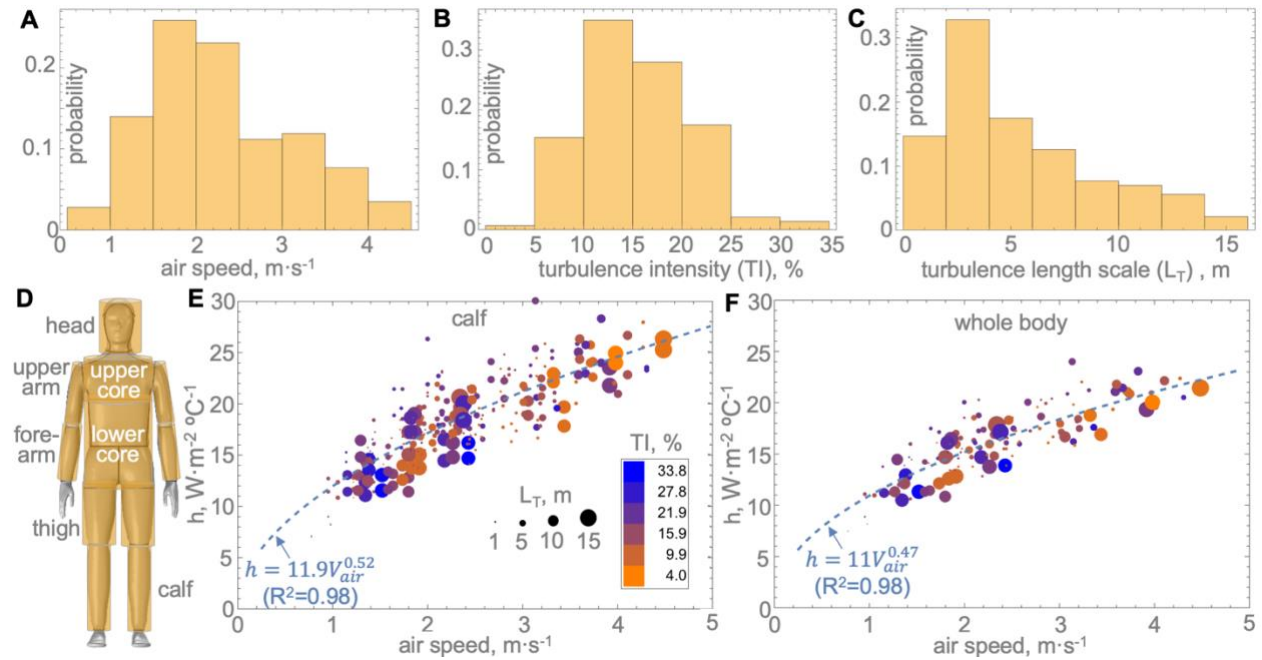 A
probability
0.2
0.1
0
0 1 2 3 4
air speed, m·s⁻¹
B
probability
0.3
0.2
0.1
0
0 5 10 15 20 25 30 35
turbulence intensity (TI), %
C
probability
0.3
0.2
0.1
0
0 5 10 15
turbulence length scale (L_T) , m
D
head
upper
arm
upper
core
fore-
arm
lower
core
thigh
calf
E
calf
30
25
20
15
10
5
0
h, W·m⁻² ºC⁻¹
h = 11.9V_air^0.52
(R²=0.98)
L_T, m
1 5 10 15
TI, %
33.8
27.8
21.9
15.9
9.9
4.0
0 1 2 3 4 5
air speed, m·s⁻¹
F
whole body
30
25
20
15
10
5
0
h, W·m⁻² ºC⁻¹
h = 11V_air^0.47
(R²=0.98)
0 1 2 3 4 5
air speed, m·s⁻¹